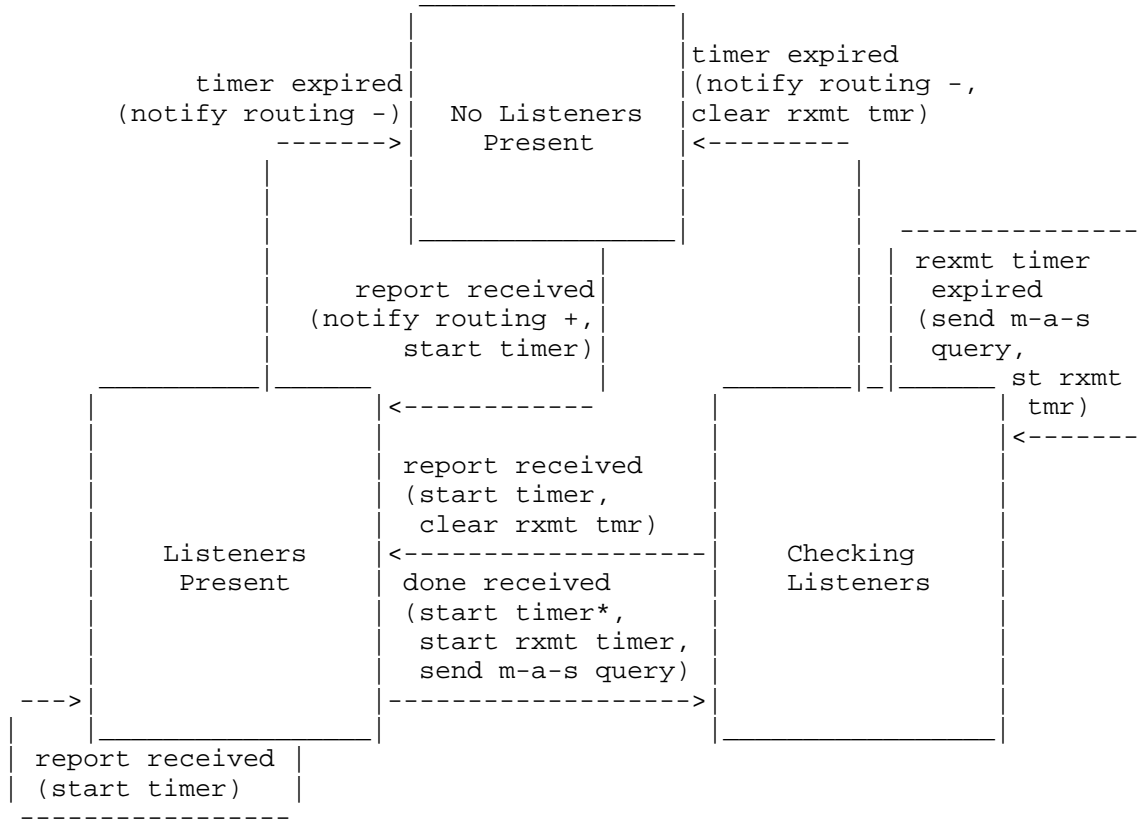 timer expired
(notify routing -)
No Listeners
Present
timer expired
(notify routing -,
clear rxmt tmr)
rexmt timer
expired
(send m-a-s
query,
st rxmt
tmr)
report received
(notify routing +,
start timer)
report received
(start timer,
clear rxmt tmr)
Listeners
Present
done received
(start timer*,
start rxmt timer,
send m-a-s query)
Checking
Listeners
report received
(start timer)